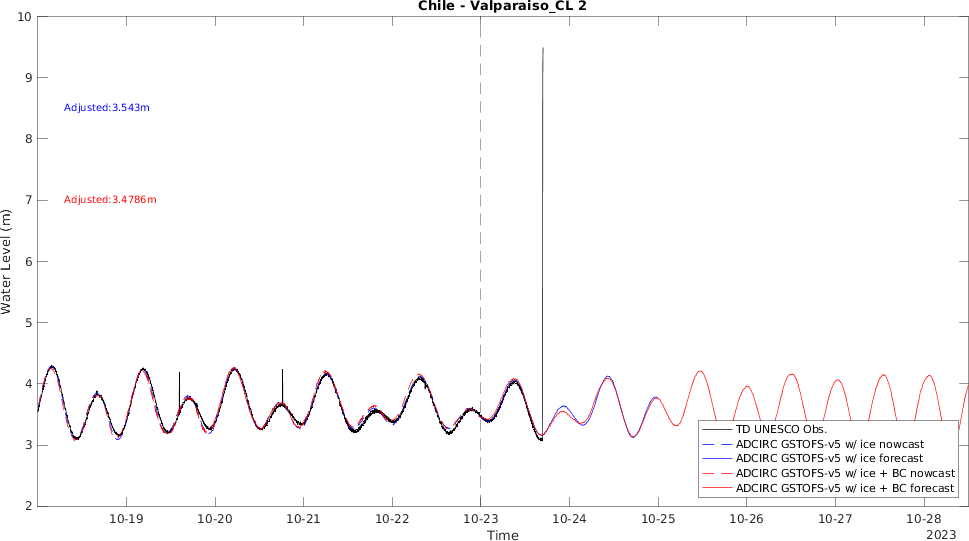 Chile - Valparaiso_CL 2
10
9
8
7
6
5
4
3
2
Water Level (m)
Adjusted:3.543m
Adjusted:3.4786m
TD UNESCO Obs.
ADCIRC GSTOFS-v5 w/ ice nowcast
ADCIRC GSTOFS-v5 w/ ice forecast
ADCIRC GSTOFS-v5 w/ ice + BC nowcast
ADCIRC GSTOFS-v5 w/ ice + BC forecast
10-19 10-20 10-21 10-22 10-23 10-24 10-25 10-26 10-27 10-28
2023
Time